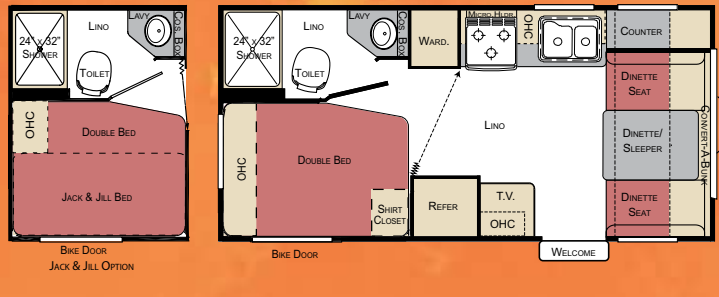 24" x 32"
Shower
Lino
Lavy
Cos. Box
Toilet
OHC
Double Bed
Jack & Jill Bed
Bike Door
Jack & Jill Option
24" x 32"
Shower
Lino
Lavy
Cos. Box
Toilet
Ward.
Micro Hldr.
OHC
Counter
Dinette
Seat
Dinette/
Sleeper
Convert-A-Bunk
Dinette
Seat
Lino
OHC
Double Bed
Shirt
Closet
Refer
T.V.
OHC
Bike Door
Welcome